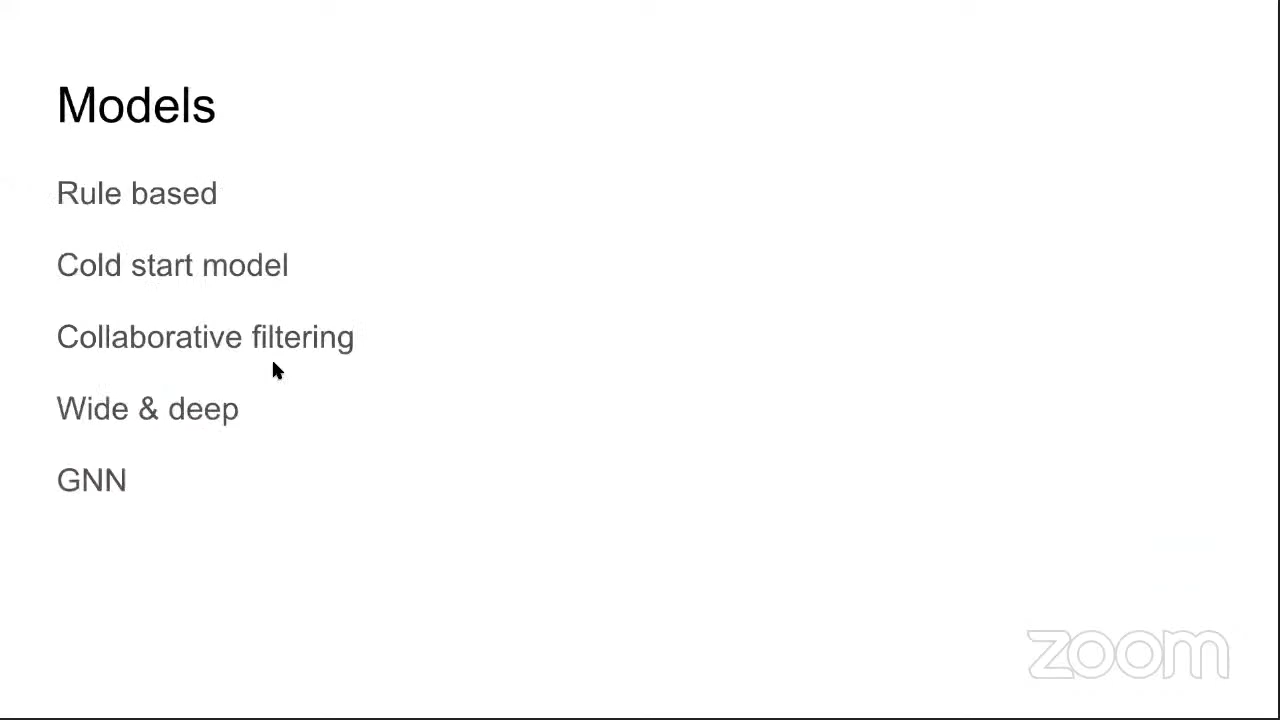 Models
Rule based
Cold start model
Collaborative filtering
Wide & deep
GNN
zoom